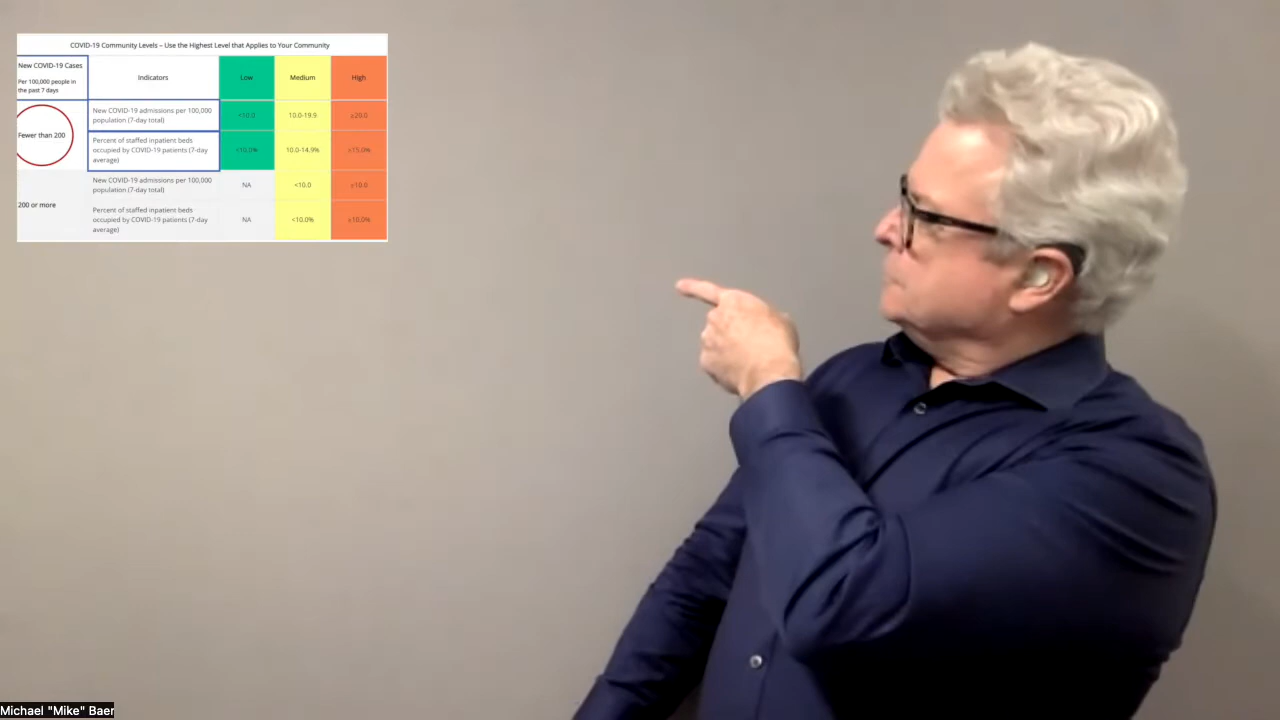 COVID-19 Community Levels – Use the Highest Level that Applies to Your Community
New COVID-19 Cases
Per 100,000 people in
the past 7 days
Indicators
Low
Medium
High
Fewer than 200
New COVID-19 admissions per 100,000
population (7-day total)
<10.0
10.0-19.9
≥20.0
Percent of staffed inpatient beds
occupied by COVID-19 patients (7-day
average)
<10.0%
10.0-14.9%
≥15.0%
200 or more
New COVID-19 admissions per 100,000
population (7-day total)
NA
<10.0
≥10.0
Percent of staffed inpatient beds
occupied by COVID-19 patients (7-day
average)
NA
<10.0%
≥10.0%
Michael "Mike" Baer